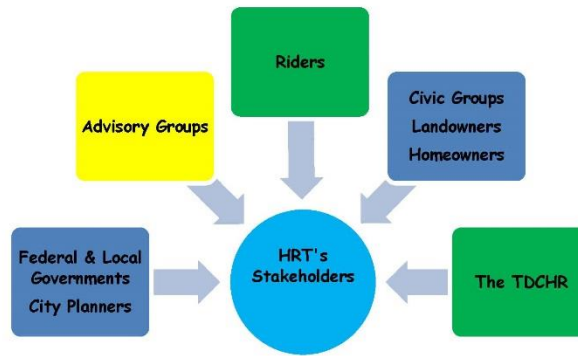 Riders
Advisory Groups
Civic Groups
Landowners
Homeowners
Federal & Local
Governments
City Planners
HRT's
Stakeholders
The TDCHR